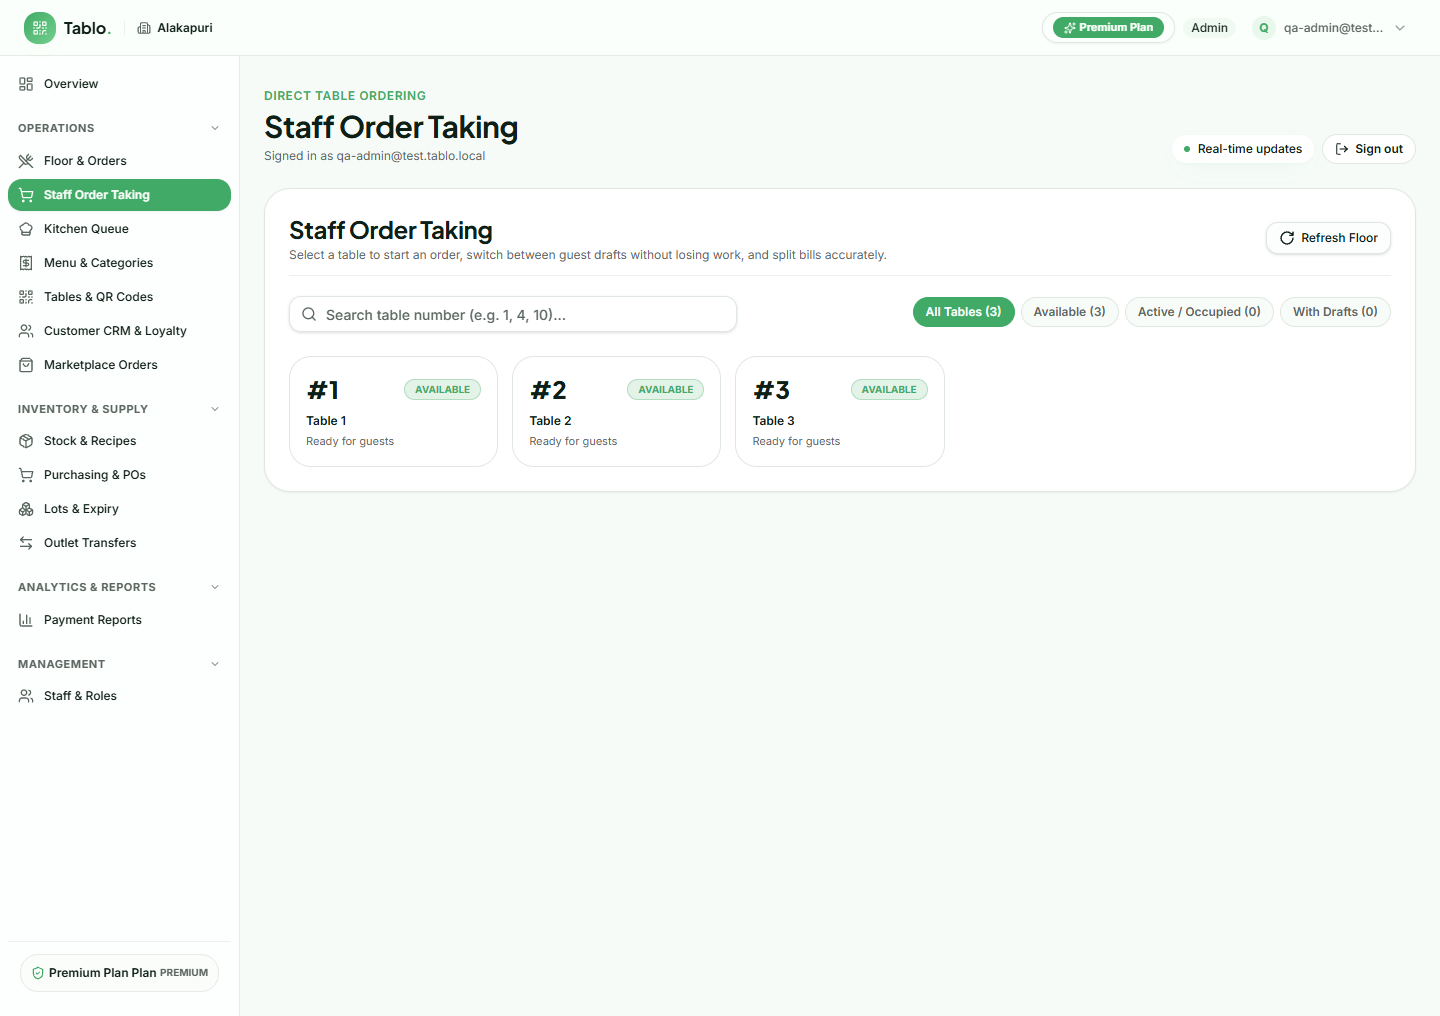 Tablo.
Alakapuri
Premium Plan
Admin
Q
qa-admin@test...
Overview
OPERATIONS
Floor & Orders
Staff Order Taking
Kitchen Queue
Menu & Categories
Tables & QR Codes
Customer CRM & Loyalty
Marketplace Orders
INVENTORY & SUPPLY
Stock & Recipes
Purchasing & POs
Lots & Expiry
Outlet Transfers
ANALYTICS & REPORTS
Payment Reports
MANAGEMENT
Staff & Roles
Premium Plan Plan PREMIUM
DIRECT TABLE ORDERING
Staff Order Taking
Signed in as qa-admin@test.tablo.local
Real-time updates
Sign out
Staff Order Taking
Select a table to start an order, switch between guest drafts without losing work, and split bills accurately.
Refresh Floor
Search table number (e.g. 1, 4, 10)...
All Tables (3)
Available (3)
Active / Occupied (0)
With Drafts (0)
#1
AVAILABLE
Table 1
Ready for guests
#2
AVAILABLE
Table 2
Ready for guests
#3
AVAILABLE
Table 3
Ready for guests